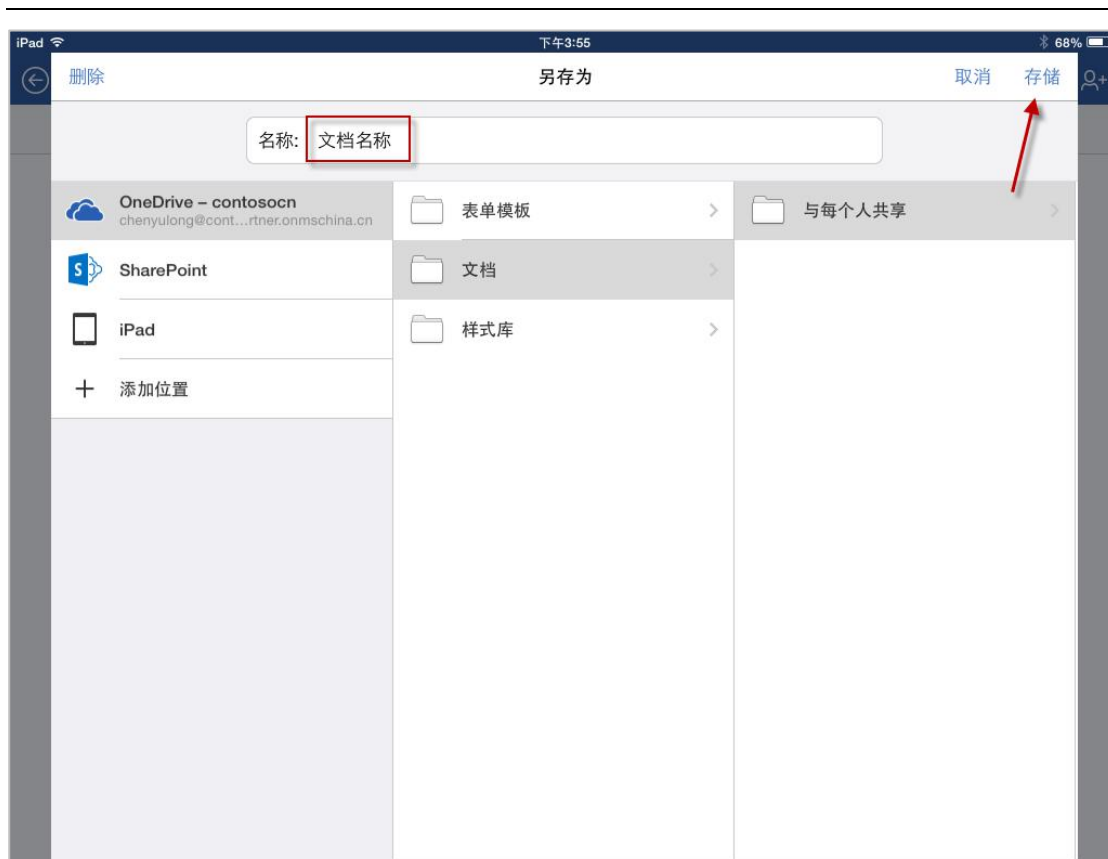 iPad 下午3:55 68%
删除 另存为 取消 存储
名称: 文档名称
OneDrive – contosocn
chenyulong@cont...rtner.onmschina.cn
SharePoint
iPad
添加位置
表单模板
文档
样式库
与每个人共享